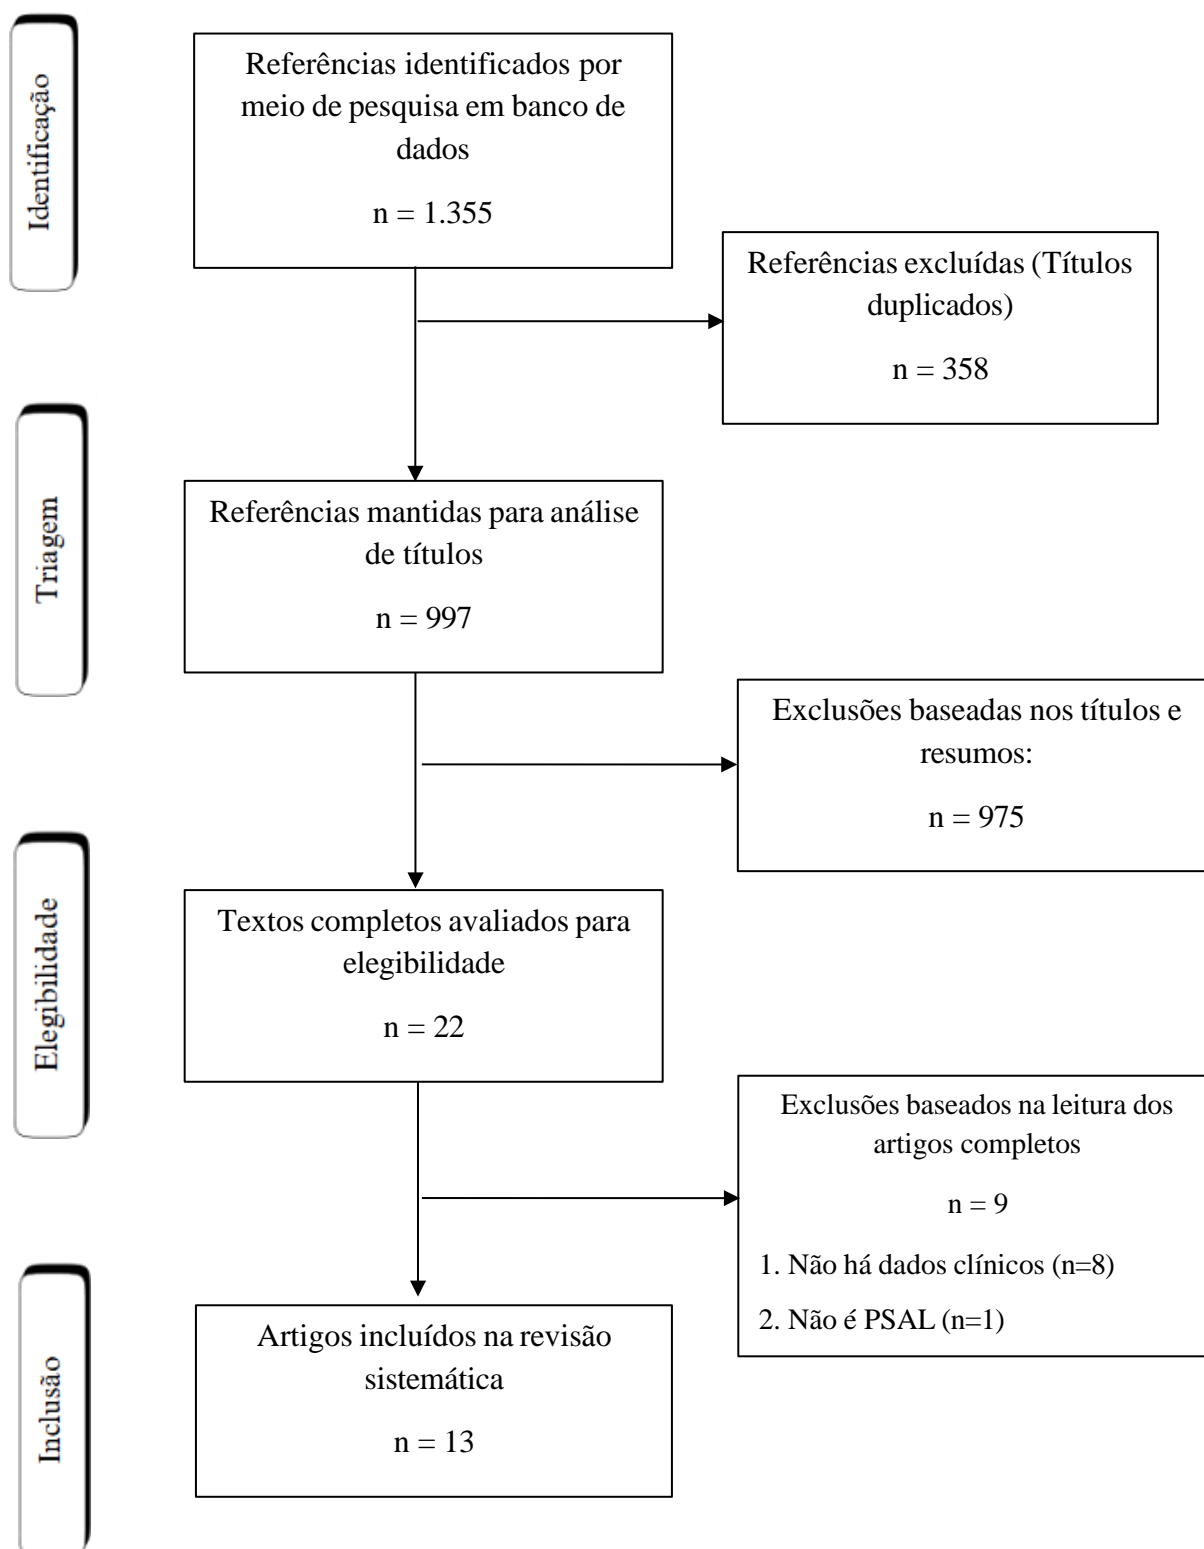 Identificação
Referências identificados por
meio de pesquisa em banco de
dados
n = 1.355
Referências excluídas (Títulos
duplicados)
n = 358
Triagem
Referências mantidas para análise
de títulos
n = 997
Exclusões baseadas nos títulos e
resumos:
n = 975
Elegibilidade
Textos completos avaliados para
elegibilidade
n = 22
Exclusões baseados na leitura dos
artigos completos
n = 9
1. Não há dados clínicos (n=8)
2. Não é PSAL (n=1)
Inclusão
Artigos incluídos na revisão
sistemática
n = 13